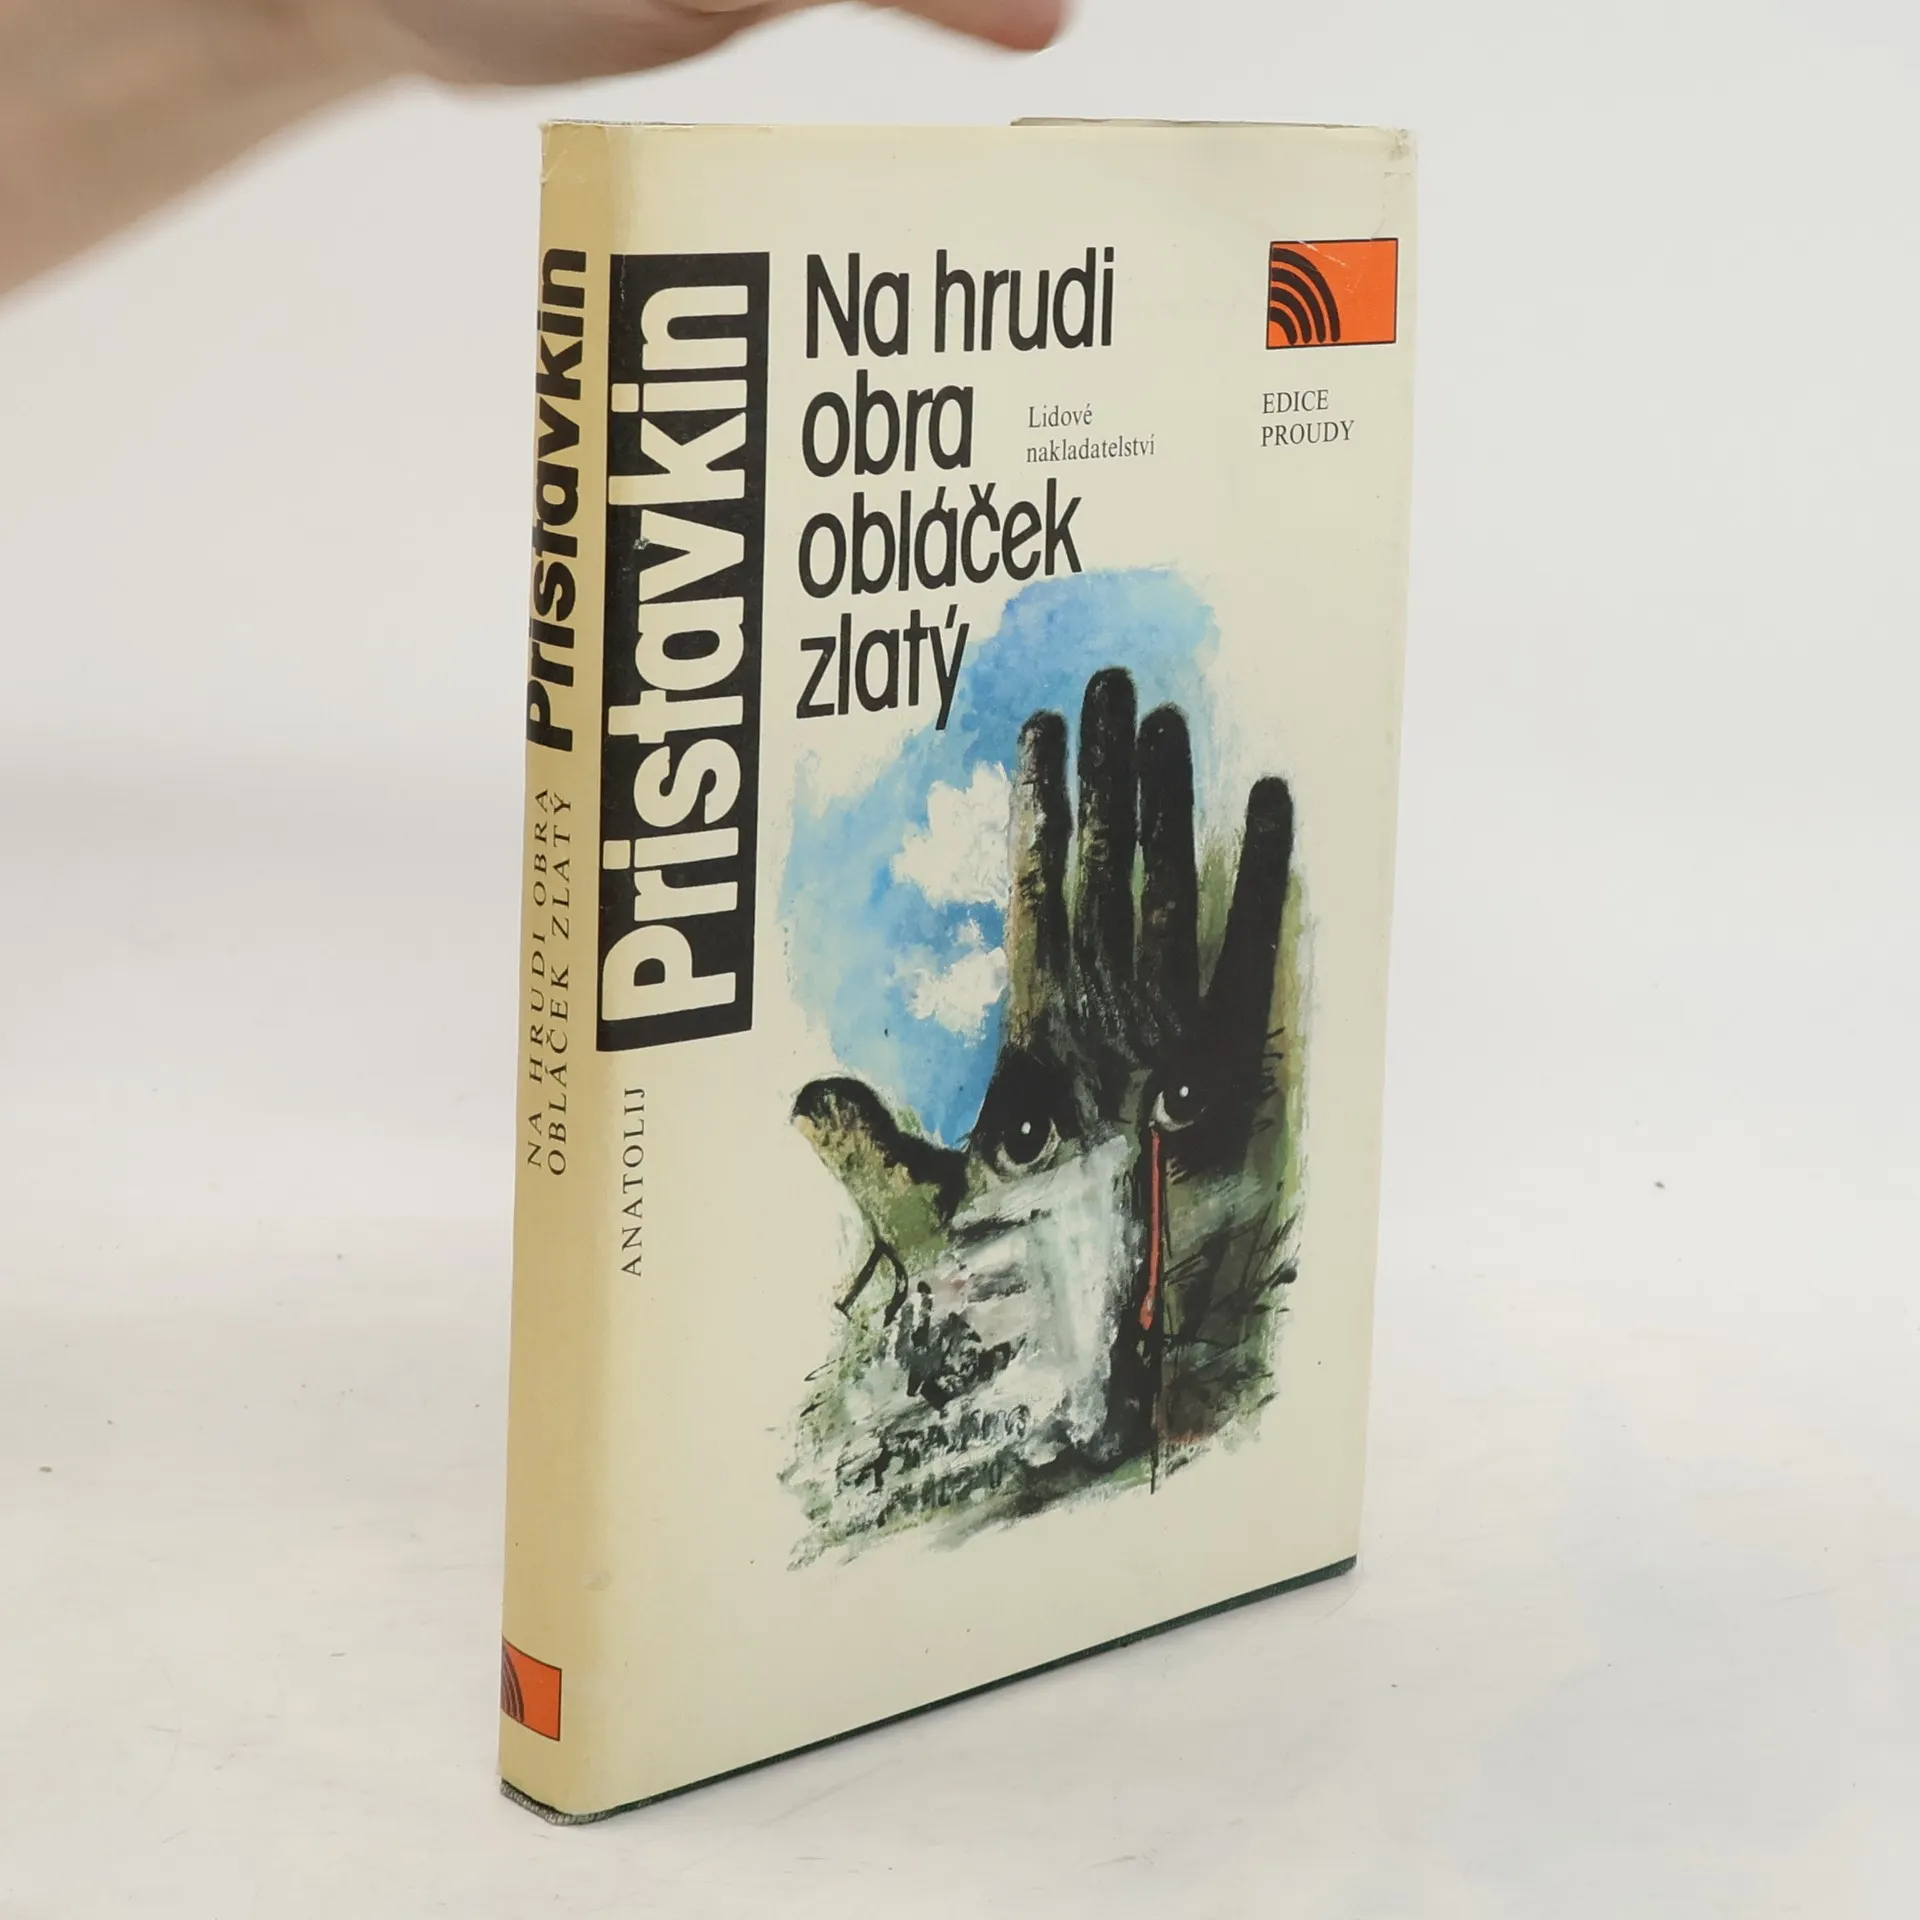 Pristavkin
NA HRUDI OBRA
OBLÁČEK ZLATÝ
ANATOLIJ
Pristavkin
Na hrudi
obra
obláček
zlatý
Lidové
nakladatelství
EDICE
PROUDY